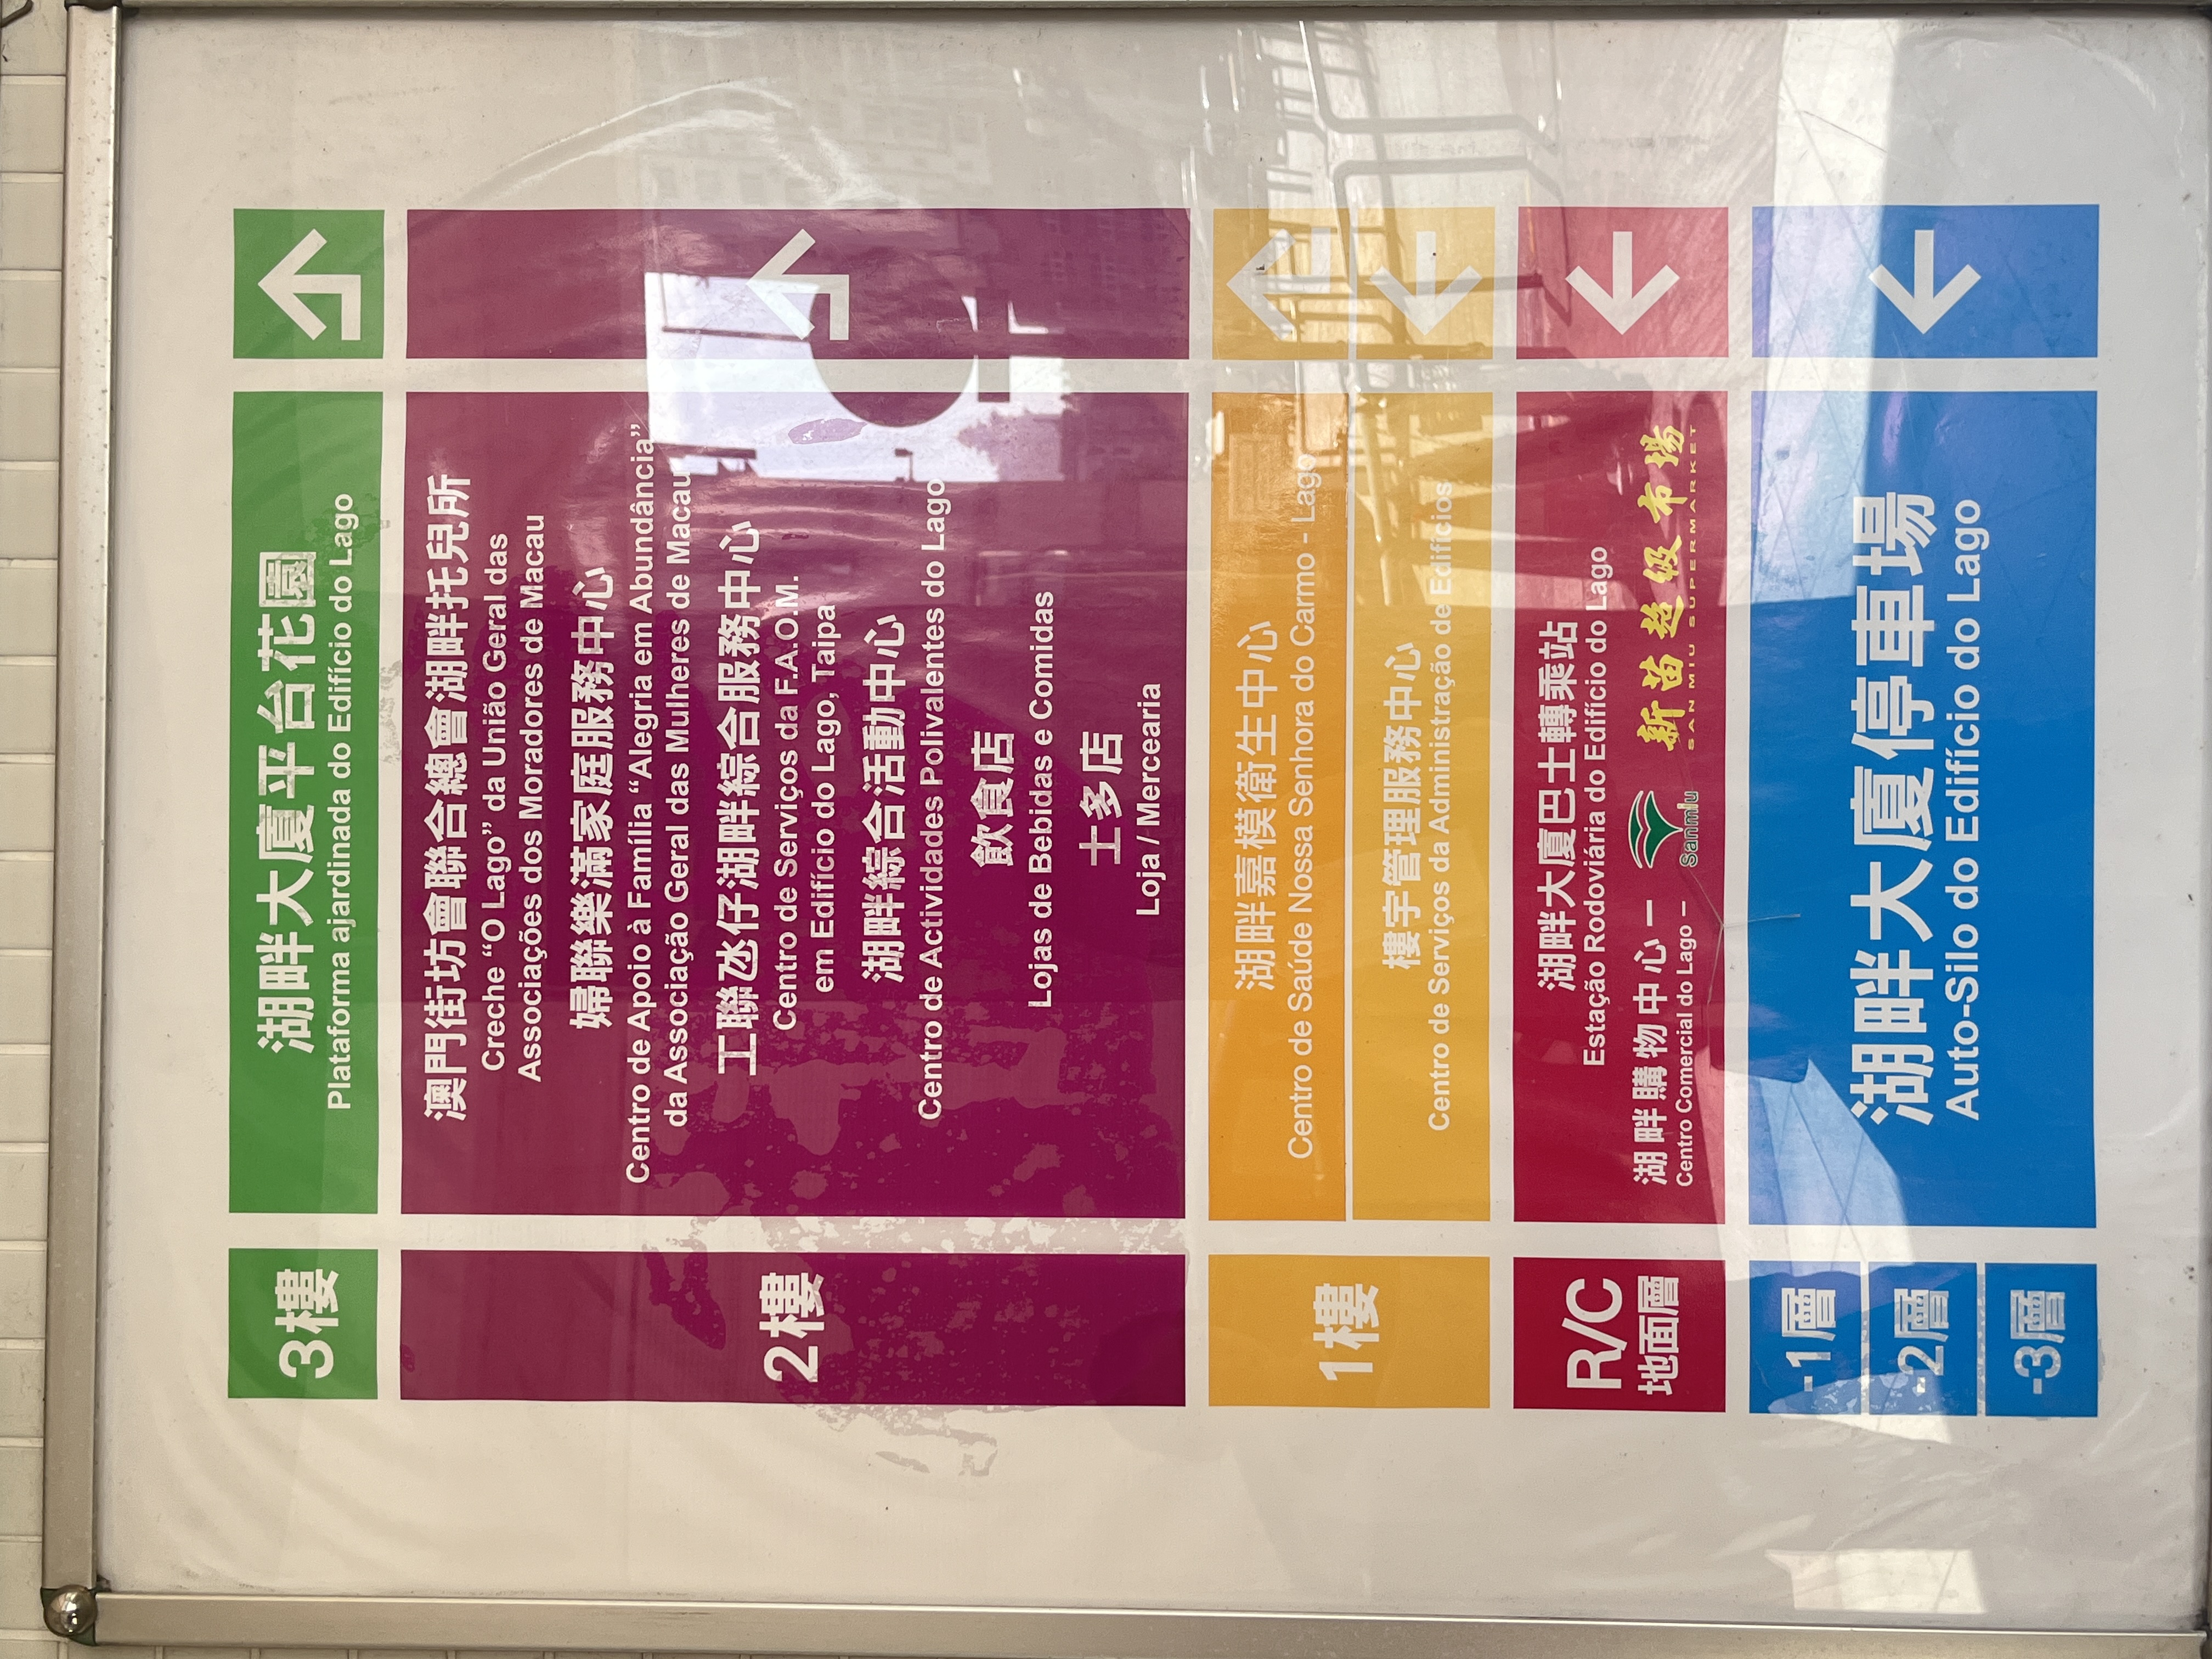 3樓
湖畔大廈平台花園
Plataforma ajardinada do Edifício do Lago
2樓
澳門街坊會聯合總會湖畔托兒所
Creche “O Lago” da União Geral das
Associações dos Moradores de Macau
婦聯樂滿家庭服務中心
Centro de Apoio à Família “Alegria em Abundância”
da Associação Geral das Mulheres de Macau
工聯氹仔湖畔綜合服務中心
Centro de Serviços da F.A.O.M.
em Edifício do Lago, Taipa
湖畔綜合活動中心
Centro de Actividades Polivalentes do Lago
飲食店
Lojas de Bebidas e Comidas
士多店
Loja / Mercearia
1樓
湖畔嘉模衛生中心
Centro de Saúde Nossa Senhora do Carmo - Lago
樓宇管理服務中心
Centro de Serviços da Administração de Edifícios
R/C
地面層
湖畔大廈巴士轉乘站
Estação Rodoviária do Edifício do Lago
湖畔購物中心 –
Centro Comercial do Lago –
Sanmiu
新苗超级市場
SAN MIU SUPERMARKET
-1層
-2層
-3層
湖畔大廈停車場
Auto-Silo do Edifício do Lago